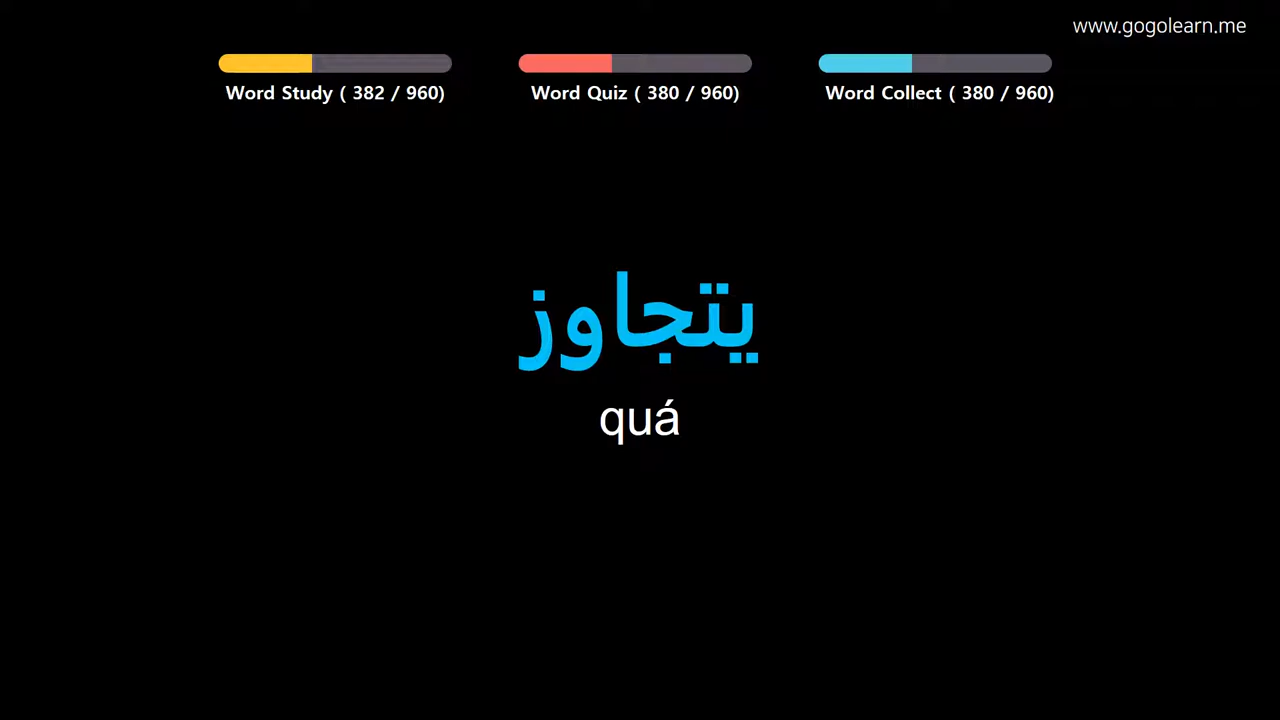 www.gogolearn.me
Word Study ( 382 / 960)
Word Quiz ( 380 / 960)
Word Collect ( 380 / 960)
يتجاوز
quá